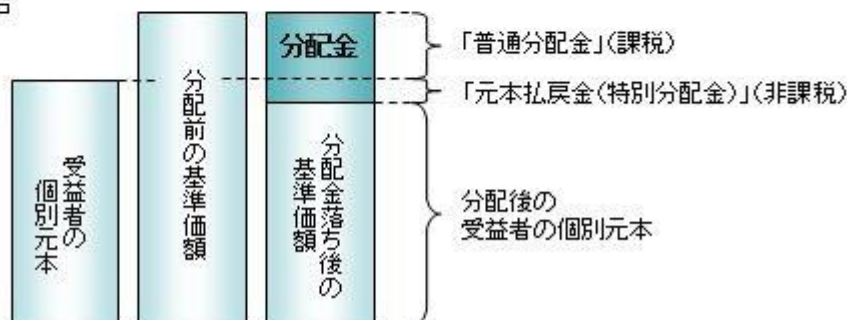 分配金
「普通分配金」(課税)
「元本払戻金(特別分配金)」(非課税)
受益者の
個別元本
分配前の基準価額
分配金落ち後の
基準価額
分配後の
受益者の個別元本